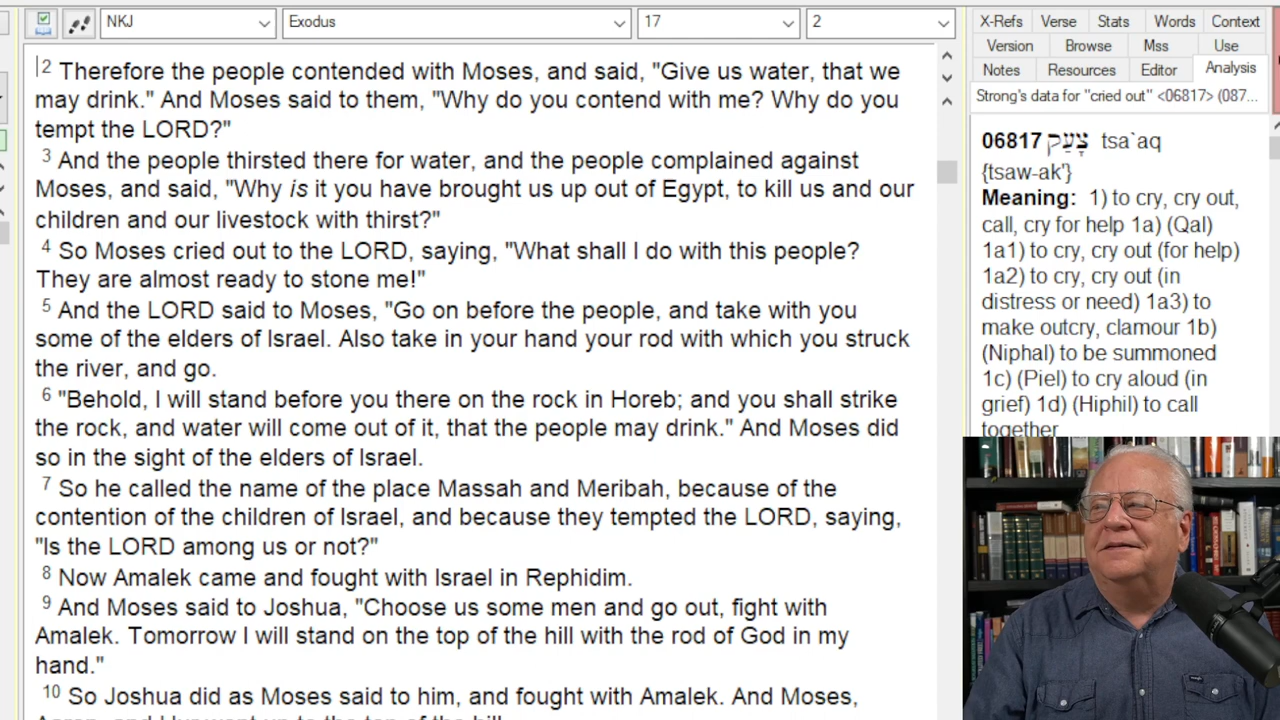 NKJ Exodus 17 2
2 Therefore the people contended with Moses, and said, "Give us water, that we
may drink." And Moses said to them, "Why do you contend with me? Why do you
tempt the LORD?"
3 And the people thirsted there for water, and the people complained against
Moses, and said, "Why is it you have brought us up out of Egypt, to kill us and our
children and our livestock with thirst?"
4 So Moses cried out to the LORD, saying, "What shall I do with this people?
They are almost ready to stone me!"
5 And the LORD said to Moses, "Go on before the people, and take with you
some of the elders of Israel. Also take in your hand your rod with which you struck
the river, and go.
6 "Behold, I will stand before you there on the rock in Horeb; and you shall strike
the rock, and water will come out of it, that the people may drink." And Moses did
so in the sight of the elders of Israel.
7 So he called the name of the place Massah and Meribah, because of the
contention of the children of Israel, and because they tempted the LORD, saying,
"Is the LORD among us or not?"
8 Now Amalek came and fought with Israel in Rephidim.
9 And Moses said to Joshua, "Choose us some men and go out, fight with
Amalek. Tomorrow I will stand on the top of the hill with the rod of God in my
hand."
10 So Joshua did as Moses said to him, and fought with Amalek. And Moses,
X-Refs Verse Stats Words Context
Version Browse Mss Use
Notes Resources Editor Analysis
Strong's data for "cried out" <06817> (087...
06817 צָעַק tsa`aq
{tsaw-ak'}
Meaning: 1) to cry, cry out,
call, cry for help 1a) (Qal)
1a1) to cry, cry out (for help)
1a2) to cry, cry out (in
distress or need) 1a3) to
make outcry, clamour 1b)
(Niphal) to be summoned
1c) (Piel) to cry aloud (in
grief) 1d) (Hiphil) to call
together